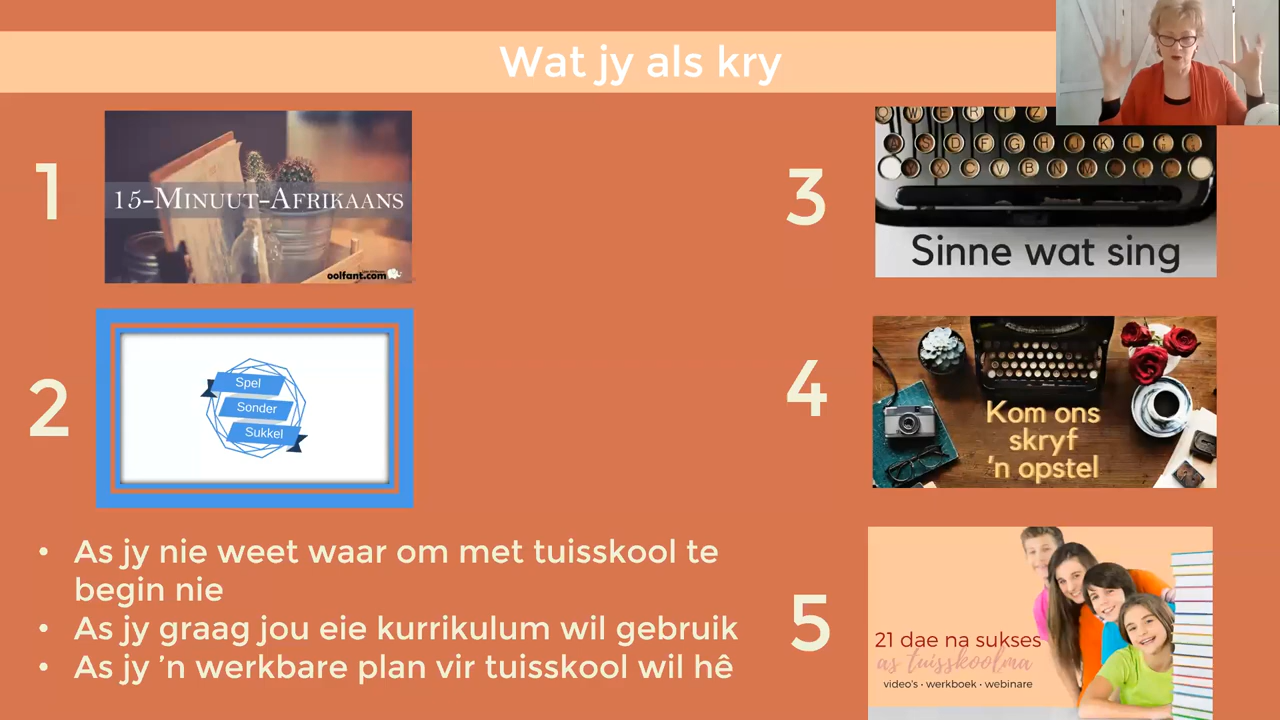 Wat jy als kry
1
15-Minuut-Afrikaans
oolfant.com
2
Spel
Sonder
Sukkel
• As jy nie weet waar om met tuisskool te
begin nie
• As jy graag jou eie kurrikulum wil gebruik
• As jy ’n werkbare plan vir tuisskool wil hê
3
Q W E R T Z
A S D F G H J K L
Y X C V B N M
Sinne wat sing
4
Kom ons
skryf
’n opstel
5
21 dae na sukses
as tuisskoolma
video's • werkboek • webinare